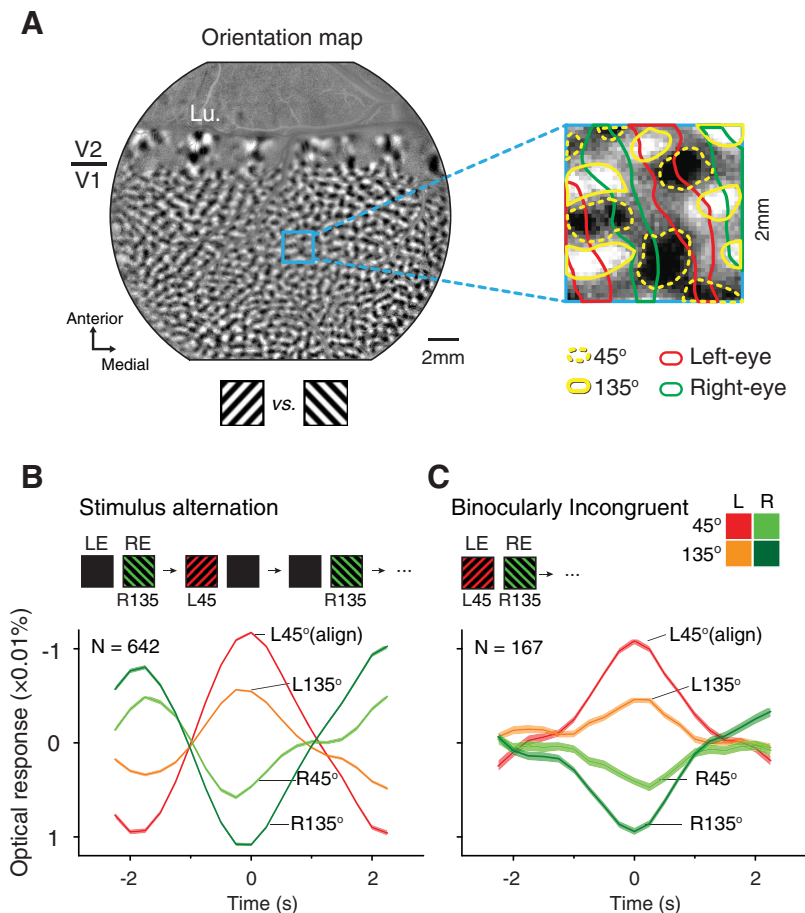 A
Orientation map
Lu.
V2
V1
Anterior
Medial
2mm
vs.
2mm
45°
135°
Left-eye
Right-eye
B
Stimulus alternation
LE RE
R135 L45 R135
...
N = 642
L45°(align)
L135°
R45°
R135°
Optical response (×0.01%)
-1
0
1
-2 0 2
Time (s)
C
Binocularly Incongruent
L R
45°
135°
LE RE
L45 R135
...
N = 167
L45°(align)
L135°
R45°
R135°
-2 0 2
Time (s)